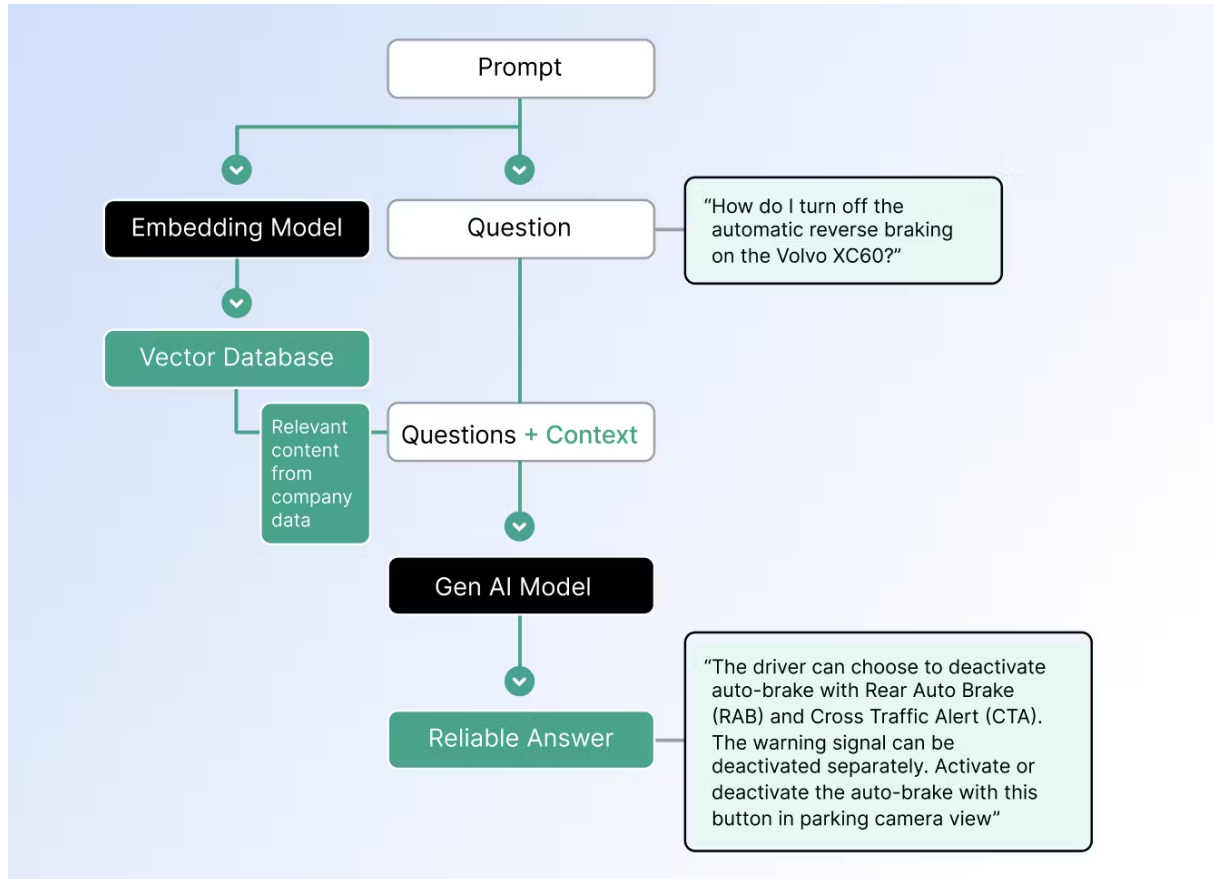 Prompt
Embedding Model
Question
“How do I turn off the
automatic reverse braking
on the Volvo XC60?”
Vector Database
Relevant
content
from
company
data
Questions + Context
Gen AI Model
Reliable Answer
“The driver can choose to deactivate
auto-brake with Rear Auto Brake
(RAB) and Cross Traffic Alert (CTA).
The warning signal can be
deactivated separately. Activate or
deactivate the auto-brake with this
button in parking camera view”